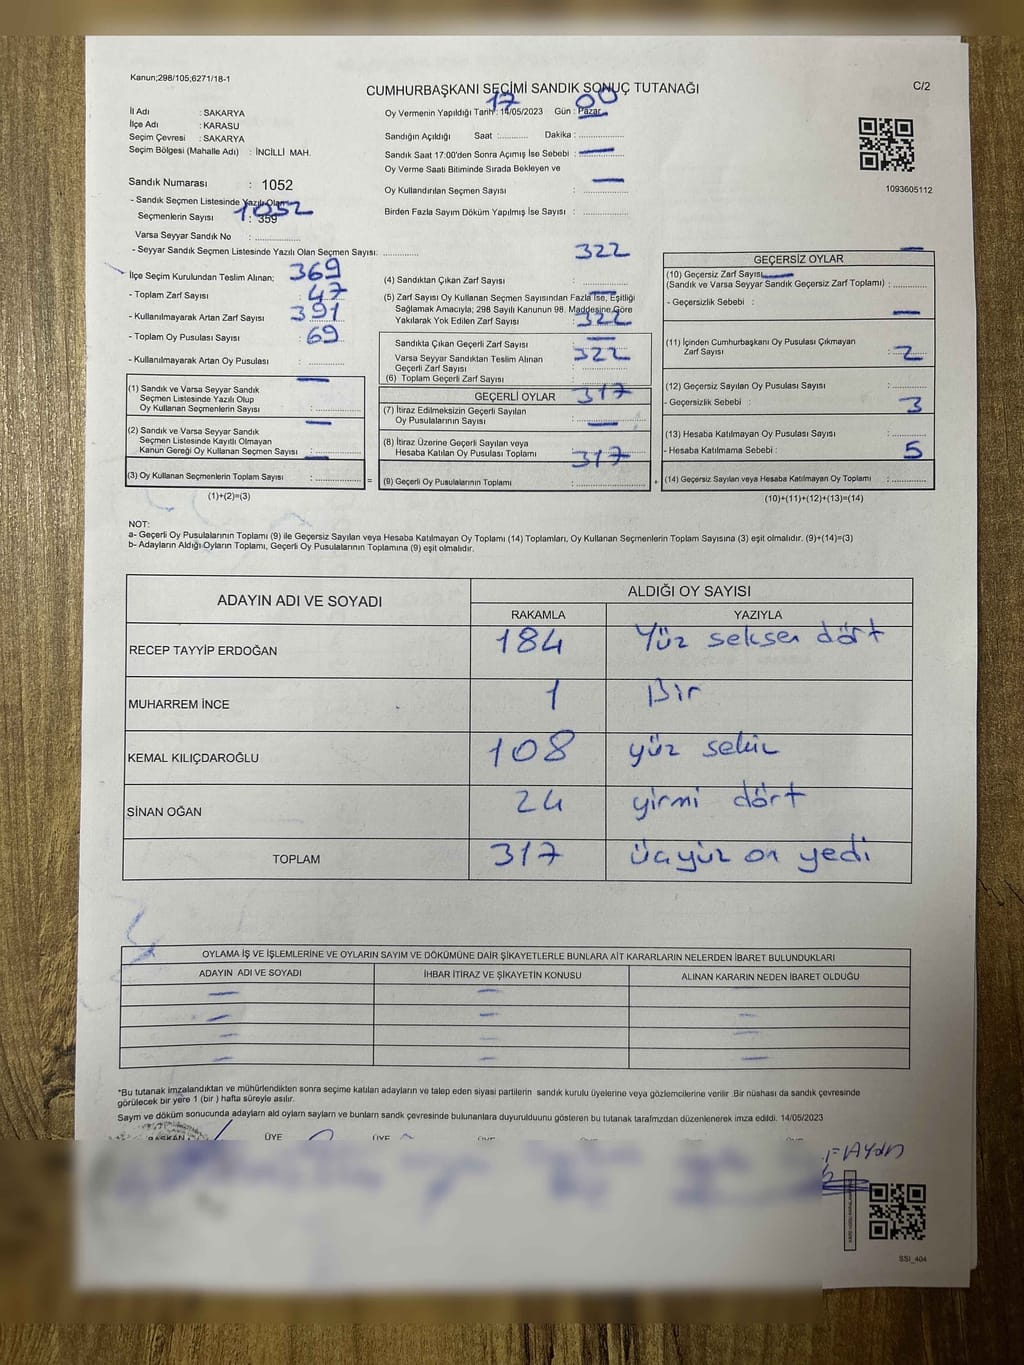 Kanun;298/105;6271/18-1
CUMHURBAŞKANI SEÇİMİ SANDIK SONUÇ TUTANAĞI
C/2
İl Adı : SAKARYA
İlçe Adı : KARASU
Seçim Çevresi : SAKARYA
Seçim Bölgesi (Mahalle Adı) : İNCİLLİ MAH.
Sandık Numarası : 1052
- Sandık Seçmen Listesinde Yazılı Olan
Seçmenlerin Sayısı : 359
1052
Varsa Seyyar Sandık No :
- Seyyar Sandık Seçmen Listesinde Yazılı Olan Seçmen Sayısı:
Oy Vermenin Yapıldığı Tarih : 14/05/2023 Gün : Pazar
17 00
Sandığın Açıldığı Saat : Dakika :
Sandık Saat 17:00'den Sonra Açımış İse Sebebi :
Oy Verme Saati Bitiminde Sırada Bekleyen ve
Oy Kullandırılan Seçmen Sayısı :
Birden Fazla Sayım Döküm Yapılmış İse Sayısı :
1093605112
İlçe Seçim Kurulundan Teslim Alınan;
369
- Toplam Zarf Sayısı :
47
- Kullanılmayarak Artan Zarf Sayısı :
391
- Toplam Oy Pusulası Sayısı :
69
- Kullanılmayarak Artan Oy Pusulası :
(1) Sandık ve Varsa Seyyar Sandık
Seçmen Listesinde Yazılı Olup
Oy Kullanan Seçmenlerin Sayısı :
(2) Sandık ve Varsa Seyyar Sandık
Seçmen Listesinde Kayıtlı Olmayan
Kanun Gereği Oy Kullanan Seçmen Sayısı :
(3) Oy Kullanan Seçmenlerin Toplam Sayısı : =
(1)+(2)=(3)
322
(4) Sandıktan Çıkan Zarf Sayısı :
(5) Zarf Sayısı Oy Kullanan Seçmen Sayısından Fazla İse, Eşitliği
Sağlamak Amacıyla; 298 Sayılı Kanunun 98. Maddesine Göre
Yakılarak Yok Edilen Zarf Sayısı :
322
Sandıkta Çıkan Geçerli Zarf Sayısı :
Varsa Seyyar Sandıktan Teslim Alınan
Geçerli Zarf Sayısı :
322
(6) Toplam Geçerli Zarf Sayısı :
GEÇERLİ OYLAR
317
(7) İtiraz Edilmeksizin Geçerli Sayılan
Oy Pusulalarının Sayısı :
(8) İtiraz Üzerine Geçerli Sayılan veya
Hesaba Katılan Oy Pusulası Toplamı :
317
(9) Geçerli Oy Pusulalarının Toplamı : +
GEÇERSİZ OYLAR
(10) Geçersiz Zarf Sayısı
(Sandık ve Varsa Seyyar Sandık Geçersiz Zarf Toplamı) :
- Geçersizlik Sebebi :
(11) İçinden Cumhurbaşkanı Oy Pusulası Çıkmayan
Zarf Sayısı :
2
(12) Geçersiz Sayılan Oy Pusulası Sayısı :
- Geçersizlik Sebebi :
3
(13) Hesaba Katılmayan Oy Pusulası Sayısı :
- Hesaba Katılmama Sebebi :
5
(14) Geçersiz Sayılan veya Hesaba Katılmayan Oy Toplamı :
(10)+(11)+(12)+(13)=(14)
NOT:
a- Geçerli Oy Pusulalarının Toplamı (9) ile Geçersiz Sayılan veya Hesaba Katılmayan Oy Toplamı (14) Toplamları, Oy Kullanan Seçmenlerin Toplam Sayısına (3) eşit olmalıdır. (9)+(14)=(3)
b- Adayların Aldığı Oyların Toplamı, Geçerli Oy Pusulalarının Toplamına (9) eşit olmalıdır.
ADAYIN ADI VE SOYADI ALDIĞI OY SAYISI
RAKAMLA YAZIYLA
RECEP TAYYİP ERDOĞAN 184 Yüz seksen dört
MUHARREM İNCE 1 Bir
KEMAL KILIÇDAROĞLU 108 yüz sekiz
SİNAN OĞAN 24 yirmi dört
TOPLAM 317 üçyüz on yedi
OYLAMA İŞ VE İŞLEMLERİNE VE OYLARIN SAYIM VE DÖKÜMÜNE DAİR ŞİKAYETLERLE BUNLARA AİT KARARLARIN NELERDEN İBARET BULUNDUKLARI
ADAYIN ADI VE SOYADI İHBAR İTİRAZ VE ŞİKAYETİN KONUSU ALINAN KARARIN NEDEN İBARET OLDUĞU
*Bu tutanak imzalandıktan ve mühürlendikten sonra seçime katılan adayların ve talep eden siyasi partilerin sandık kurulu üyelerine veya gözlemcilerine verilir .Bir nüshası da sandık çevresinde
görülecek bir yere 1 (bir ) hafta süreyle asılır.
Saym ve döküm sonucunda adaylarn ald oylarn saylarn ve bunlarn sandk çevresinde bulunanlara duyurulduunu gösteren bu tutanak tarafmzdan düzenlenerek imza edildi. 14/05/2023
BAŞKAN ÜYE ÜYE ÜYE
SSİ_404